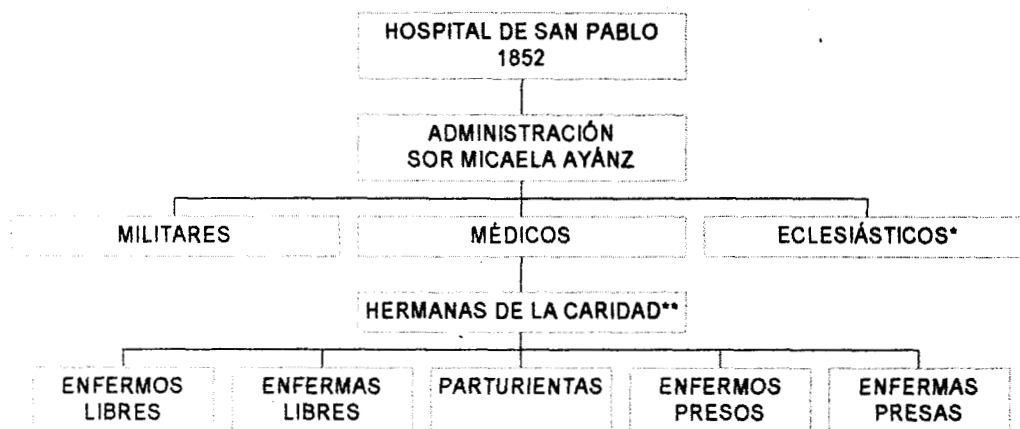 HOSPITAL DE SAN PABLO
1852
ADMINISTRACIÓN
SOR MICAELA AYÁNZ
MILITARES
MÉDICOS
ECLESIÁSTICOS*
HERMANAS DE LA CARIDAD**
ENFERMOS
LIBRES
ENFERMAS
LIBRES
PARTURIENTAS
ENFERMOS
PRESOS
ENFERMAS
PRESAS